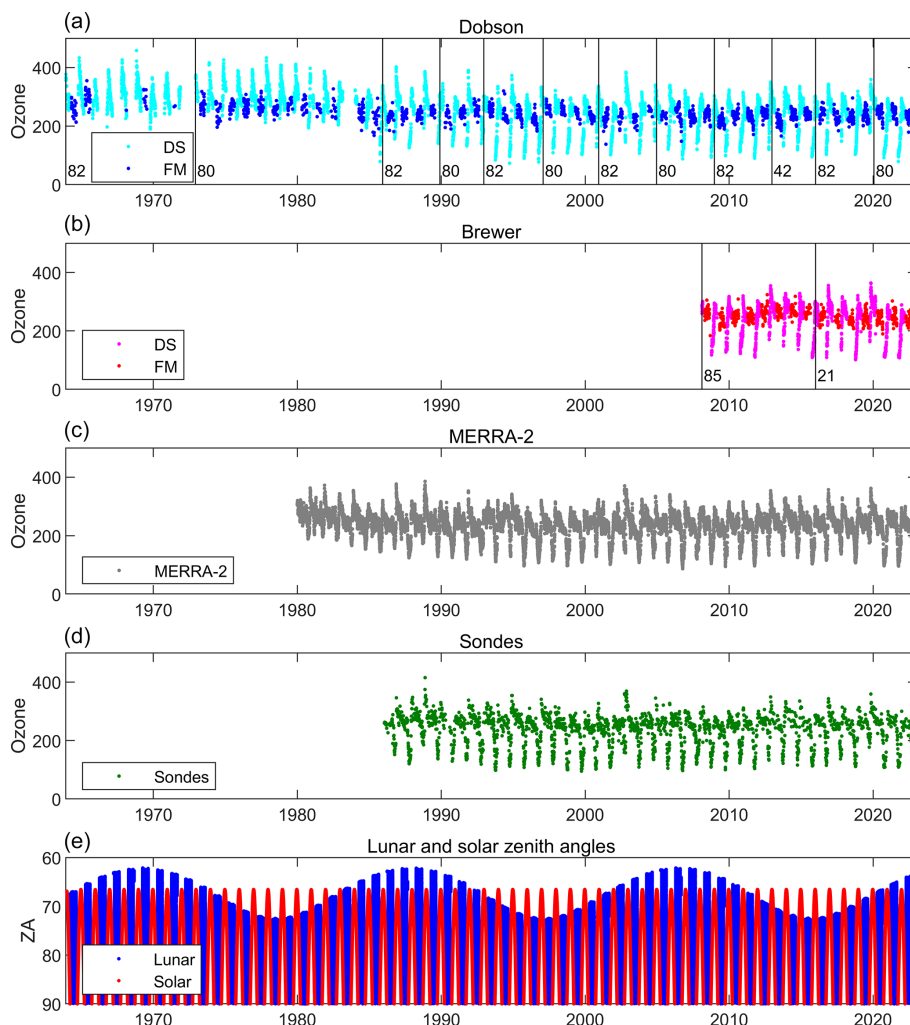 (a) Dobson
400
200
0
Ozone
DS
FM
82 80 82 80 82 80 82 80 82 42 82 80
1970 1980 1990 2000 2010 2020
(b) Brewer
400
200
0
Ozone
DS
FM
85 21
1970 1980 1990 2000 2010 2020
(c) MERRA-2
400
200
0
Ozone
MERRA-2
1970 1980 1990 2000 2010 2020
(d) Sondes
400
200
0
Ozone
Sondes
1970 1980 1990 2000 2010 2020
(e) Lunar and solar zenith angles
60
70
80
90
ZA
Lunar
Solar
1970 1980 1990 2000 2010 2020